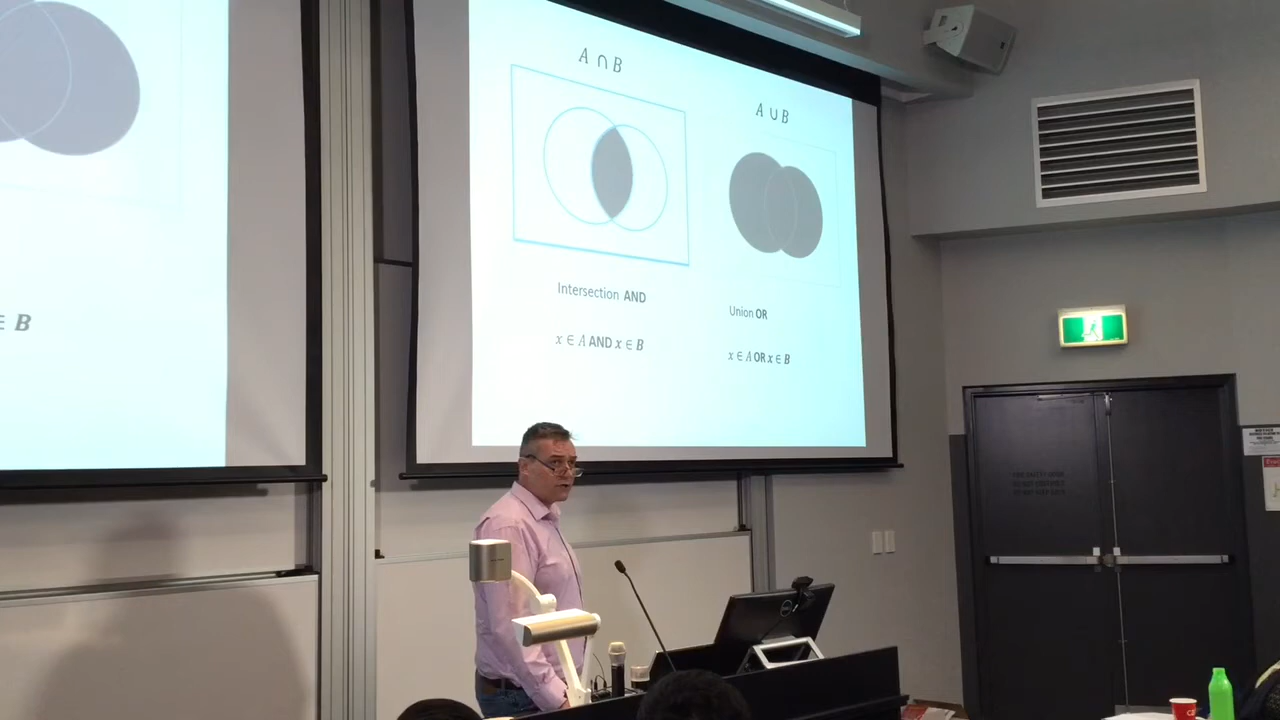 ∈ B
A ∩ B
Intersection AND
x ∈ A AND x ∈ B
A ∪ B
Union OR
x ∈ A OR x ∈ B